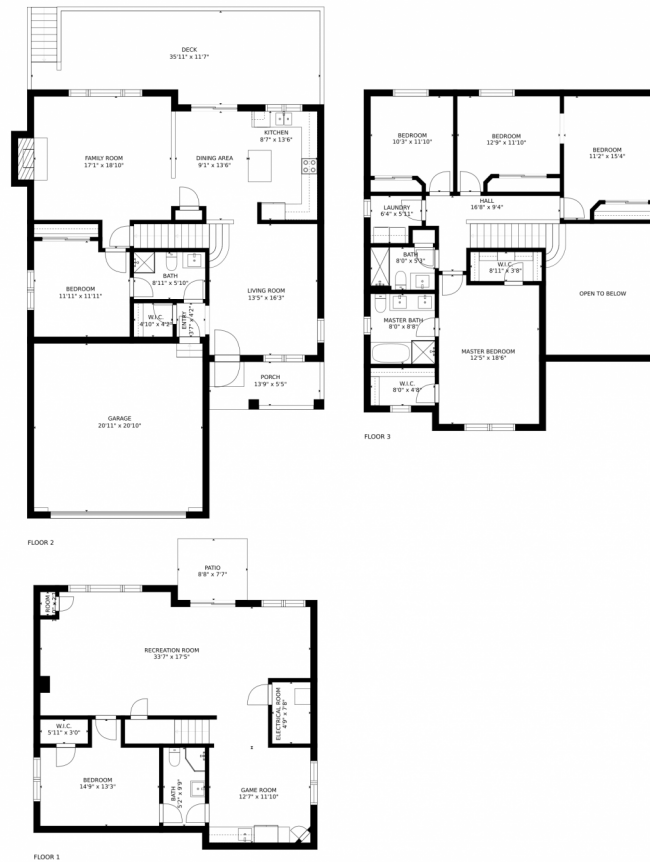 DECK
35'11" x 11'7"
KITCHEN
8'7" x 13'6"
FAMILY ROOM
17'1" x 18'10"
DINING AREA
9'1" x 13'6"
BEDROOM
11'11" x 11'11"
BATH
8'11" x 5'10"
LIVING ROOM
13'5" x 16'3"
W.I.C.
4'10" x 4'2"
ENTRY
3'7" x 4'2"
PORCH
13'9" x 5'5"
GARAGE
20'11" x 20'10"
FLOOR 2
BEDROOM
10'3" x 11'10"
BEDROOM
12'9" x 11'10"
BEDROOM
11'2" x 15'4"
LAUNDRY
6'4" x 5'11"
HALL
16'8" x 9'4"
BATH
W.I.C.
8'11" x 3'8"
OPEN TO BELOW
MASTER BATH
8'0" x 8'8"
MASTER BEDROOM
12'5" x 18'6"
W.I.C.
8'0" x 4'8"
FLOOR 3
PATIO
8'8" x 7'7"
ROOM
RECREATION ROOM
33'7" x 17'5"
ELECTRICAL ROOM
4'9" x 7'8"
W.I.C.
5'11" x 3'0"
BEDROOM
14'9" x 13'3"
BATH
5'2" x 9'9"
GAME ROOM
12'7" x 11'10"
FLOOR 1